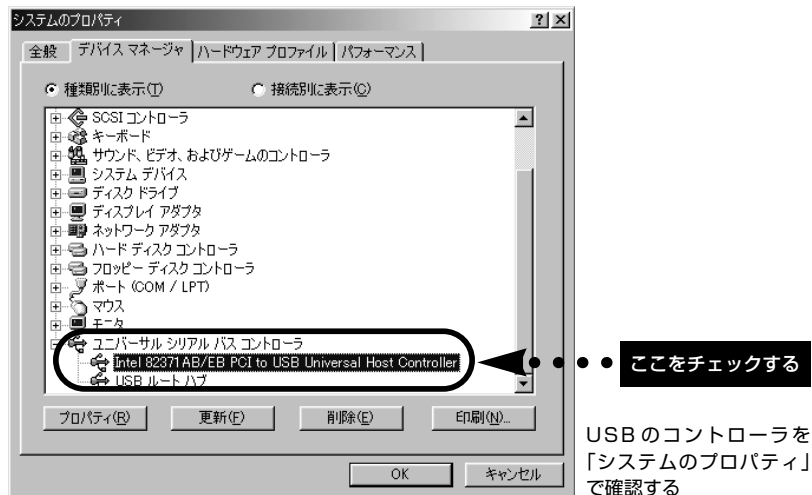 システムのプロパティ
全般 デバイス マネージャ ハードウェア プロファイル パフォーマンス
種類別に表示(T) 接続別に表示(C)
SCSI コントローラ
キーボード
サウンド、ビデオ、およびゲームのコントローラ
システム デバイス
ディスク ドライブ
ディスプレイ アダプタ
ネットワーク アダプタ
ハード ディスク コントローラ
フロッピー ディスク コントローラ
ポート (COM / LPT)
マウス
モニタ
ユニバーサル シリアル バス コントローラ
Intel 82371AB/EB PCI to USB Universal Host Controller
USB ルート ハブ
プロパティ(R) 更新(F) 削除(E) 印刷(N)...
OK キャンセル
ここをチェックする
USBのコントローラを
「システムのプロパティ」
で確認する